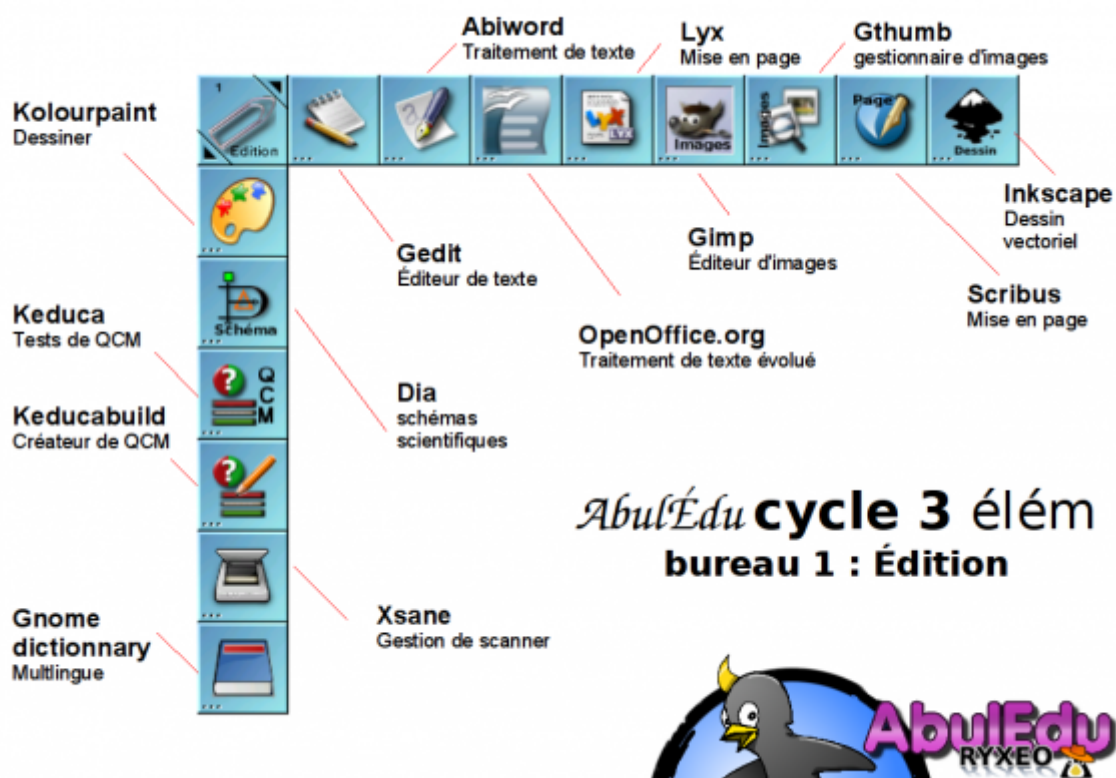 Abiword
Traitement de texte
Lyx
Mise en page
Gthumb
gestionnaire d'images
Kolourpaint
Dessiner
1
Edition
LYX
Images
Images
Page
Dessin
Inkscape
Dessin
vectoriel
Gedit
Éditeur de texte
Gimp
Éditeur d'images
Scribus
Mise en page
OpenOffice.org
Traitement de texte évolué
Schéma
Keduca
Tests de QCM
QCM
Dia
schémas
scientifiques
Keducabuild
Créateur de QCM
AbulÉdu cycle 3 élém
bureau 1 : Édition
Xsane
Gestion de scanner
Gnome
dictionnary
Multlingue
AbulEdu
RYXEO